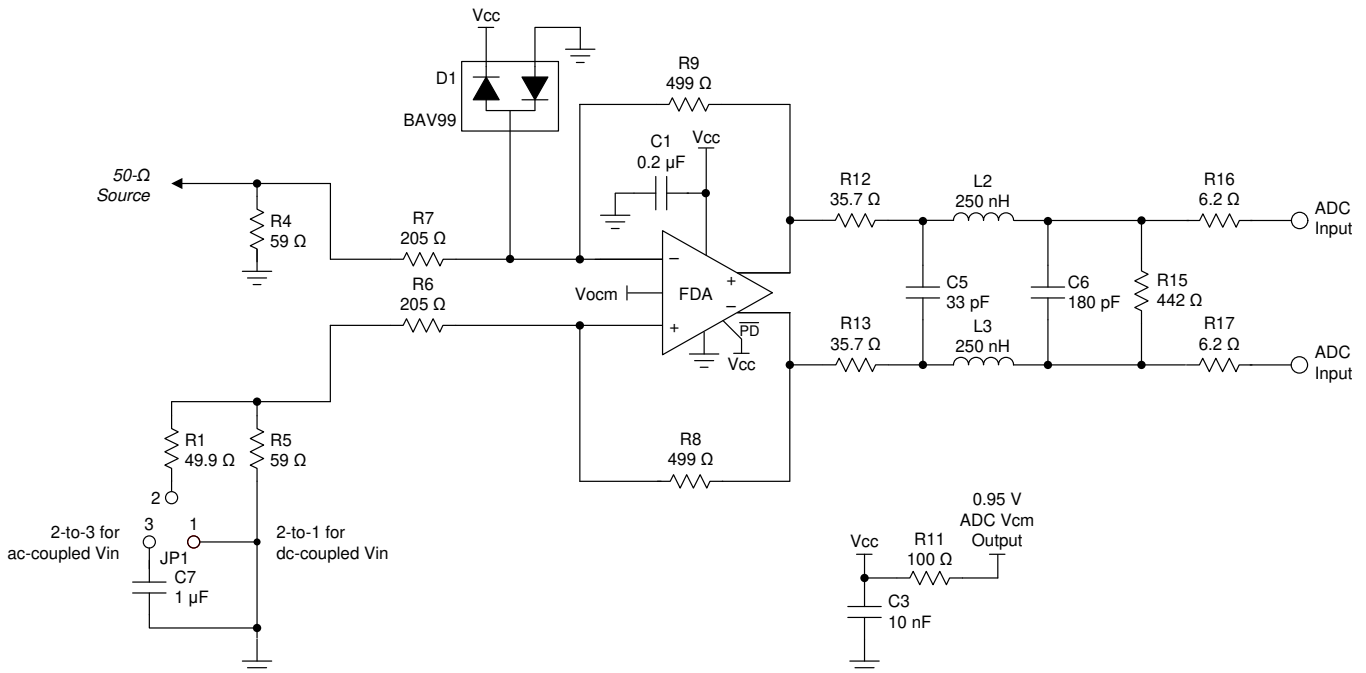 Vcc
D1
BAV99
R9
499 Ω
C1
0.2 µF
Vcc
50-Ω
Source
R4
59 Ω
R7
205 Ω
R6
205 Ω
Vocm
FDA
−
+
+
−
PD
Vcc
R12
35.7 Ω
L2
250 nH
R16
6.2 Ω
ADC
Input
C5
33 pF
C6
180 pF
R15
442 Ω
R13
35.7 Ω
L3
250 nH
R17
6.2 Ω
ADC
Input
R8
499 Ω
R1
49.9 Ω
R5
59 Ω
2
3
1
JP1
2-to-3 for
ac-coupled Vin
2-to-1 for
dc-coupled Vin
C7
1 µF
Vcc
R11
100 Ω
0.95 V
ADC Vcm
Output
C3
10 nF